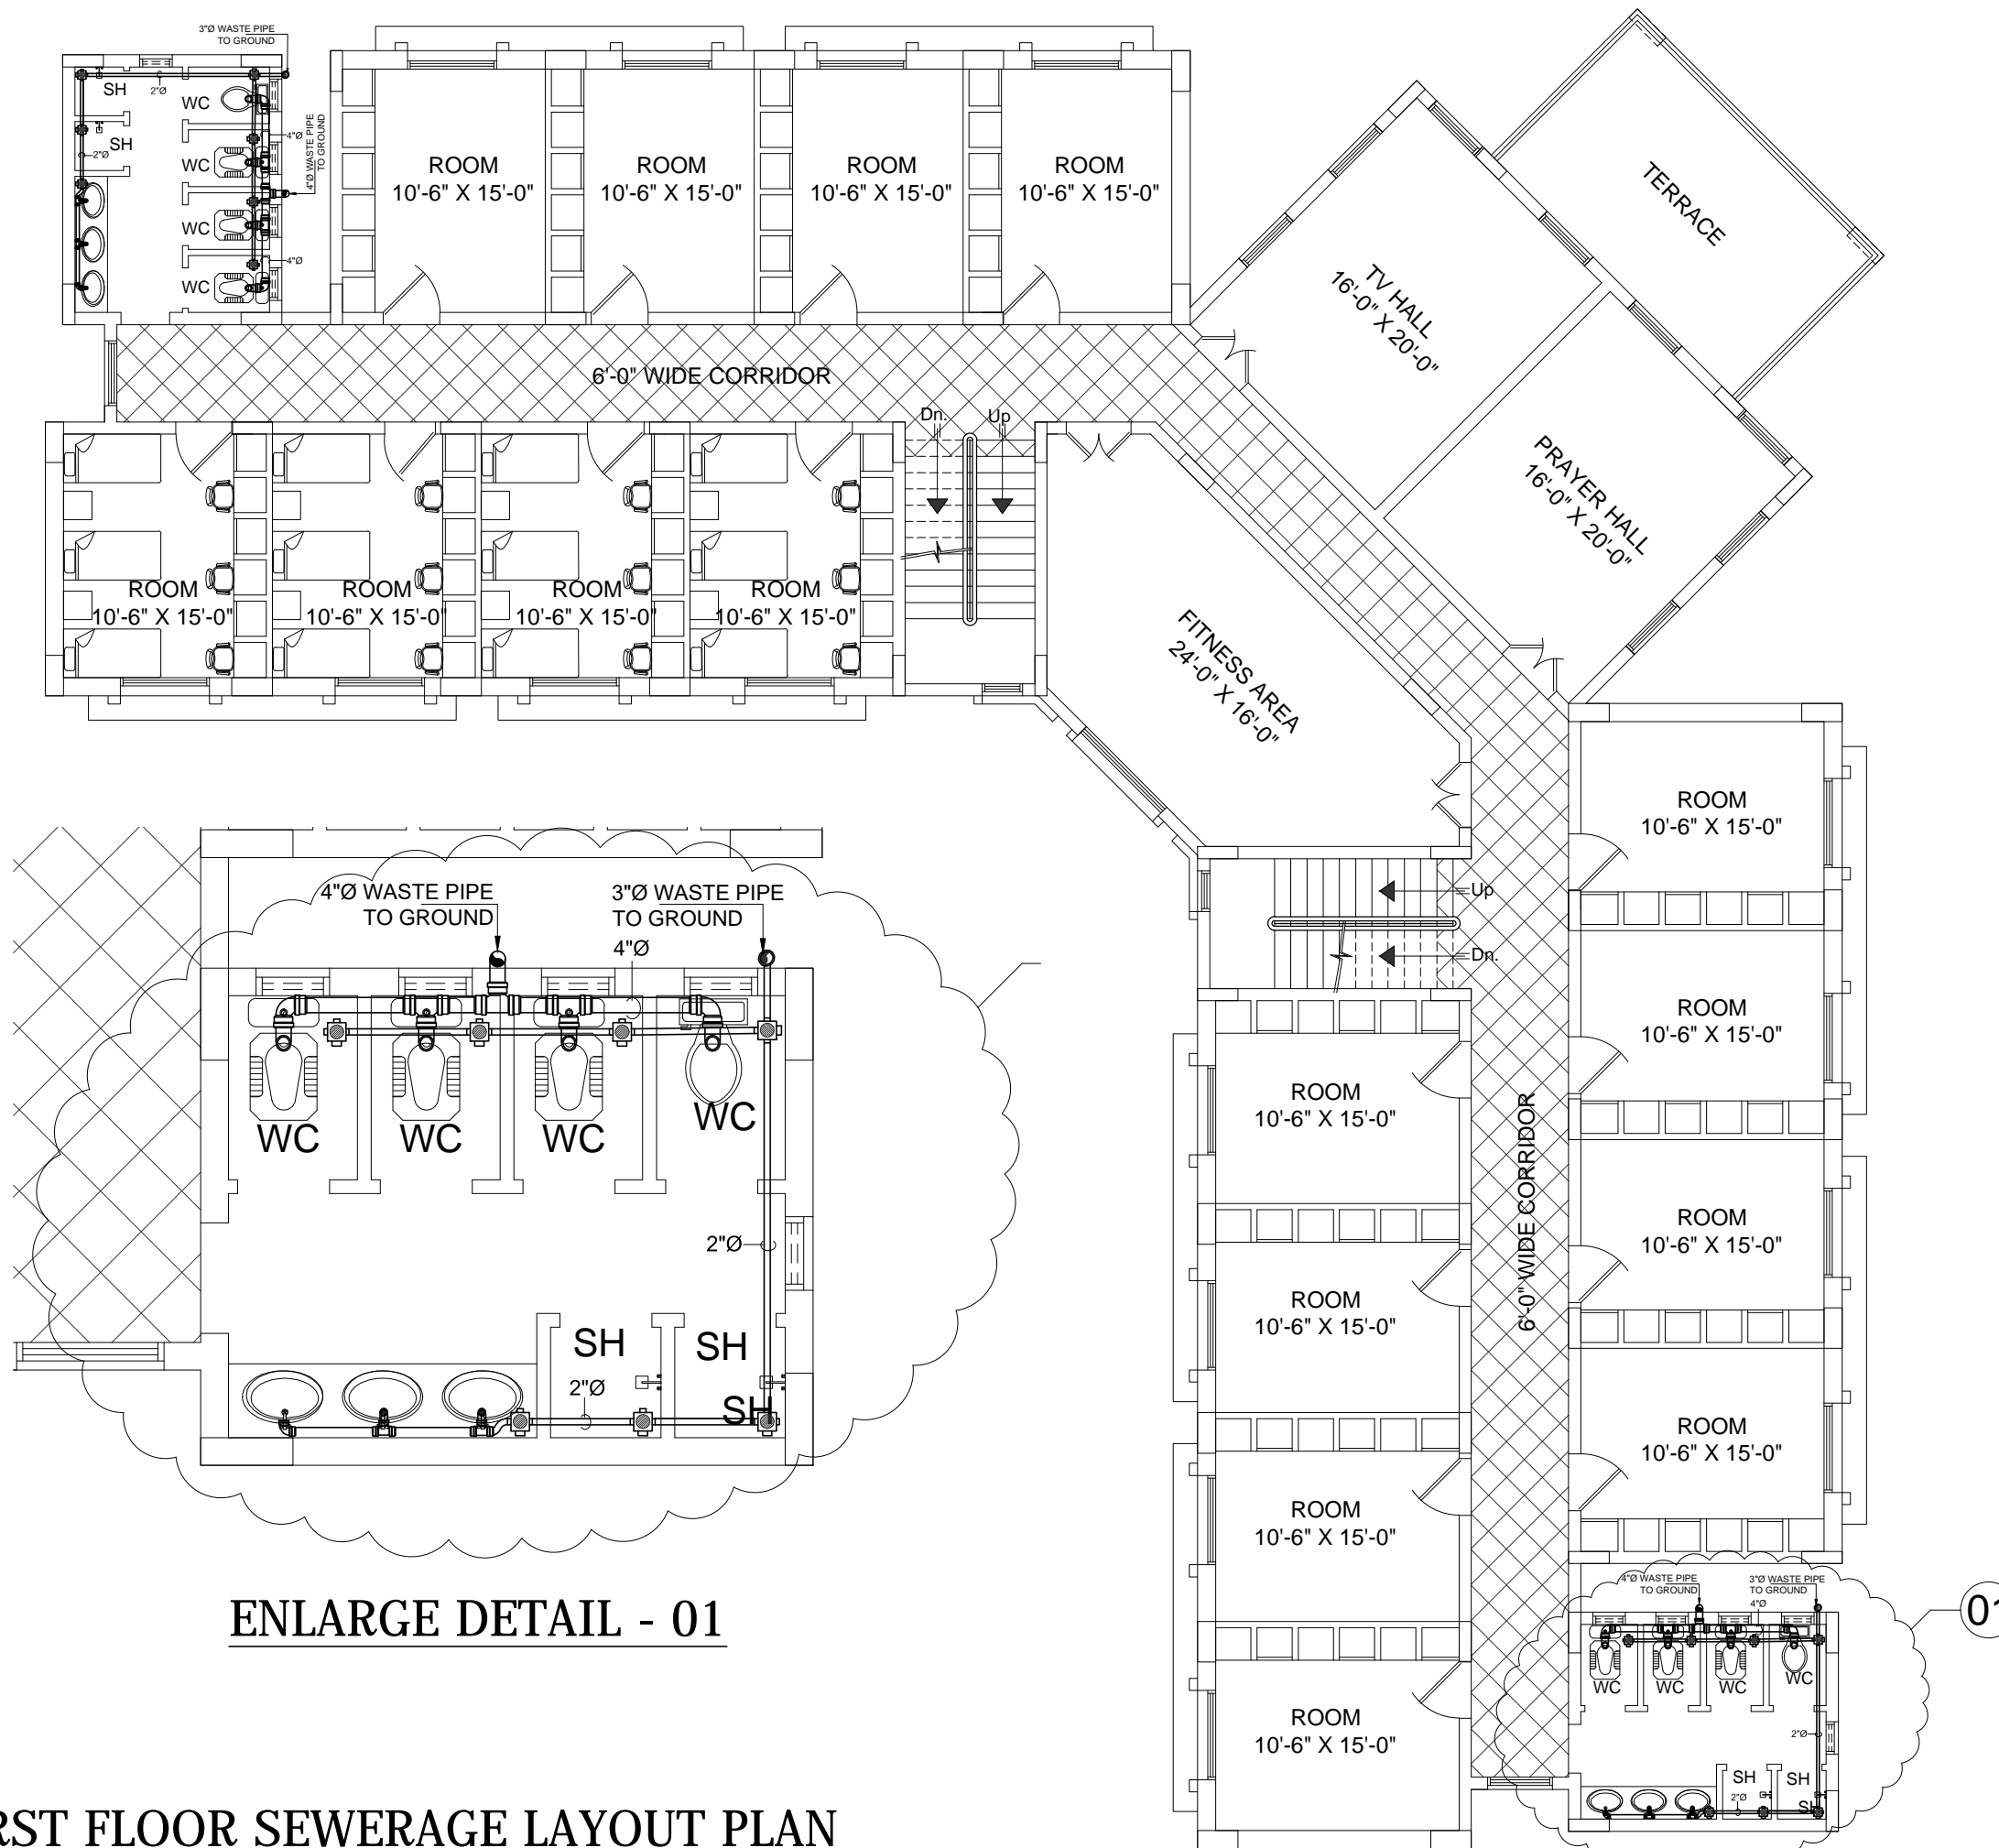 3"Ø WASTE PIPE
TO GROUND
SH
2"Ø
WC
4"Ø
4"Ø WASTE PIPE
TO GROUND
SH
2"Ø
WC
WC
4"Ø
WC
ROOM
10'-6" X 15'-0"
ROOM
10'-6" X 15'-0"
ROOM
10'-6" X 15'-0"
ROOM
10'-6" X 15'-0"
TERRACE
TV HALL
16'-0" X 20'-0"
PRAYER HALL
16'-0" X 20'-0"
6'-0" WIDE CORRIDOR
Dn.
Up
ROOM
10'-6" X 15'-0"
ROOM
10'-6" X 15'-0"
ROOM
10'-6" X 15'-0"
ROOM
10'-6" X 15'-0"
FITNESS AREA
24'-0" X 16'-0"
Up
Dn.
ROOM
10'-6" X 15'-0"
ROOM
10'-6" X 15'-0"
ROOM
10'-6" X 15'-0"
ROOM
10'-6" X 15'-0"
6'-0" WIDE CORRIDOR
ROOM
10'-6" X 15'-0"
ROOM
10'-6" X 15'-0"
ROOM
10'-6" X 15'-0"
ROOM
10'-6" X 15'-0"
4"Ø WASTE PIPE
TO GROUND
3"Ø WASTE PIPE
TO GROUND
4"Ø
WC
WC
WC
WC
2"Ø
SH
SH
2"Ø
SH
ENLARGE DETAIL - 01
4"Ø WASTE PIPE
TO GROUND
3"Ø WASTE PIPE
TO GROUND
4"Ø
01
WC
WC
WC
WC
2"Ø
SH
SH
2"Ø
SH
RST FLOOR SEWERAGE LAYOUT PLAN